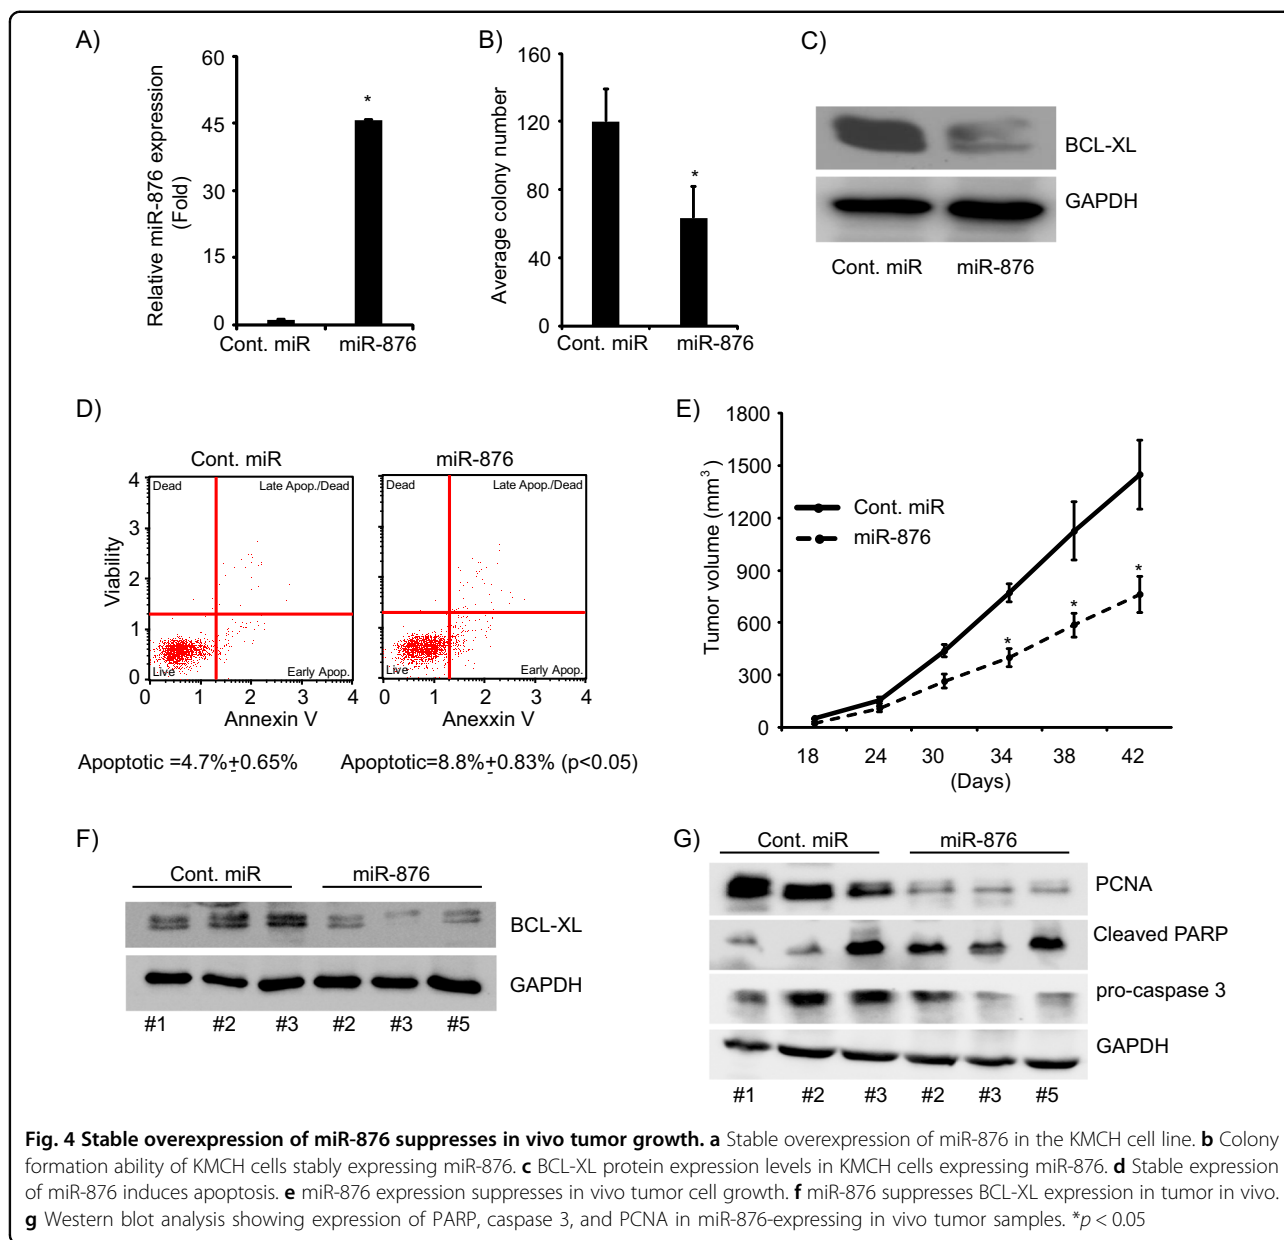 A)
60
45
30
15
0
Relative miR-876 expression
(Fold)
*
Cont. miR
miR-876
B)
160
120
80
60
40
0
Average colony number
*
Cont. miR
miR-876
C)
BCL-XL
GAPDH
Cont. miR
miR-876
D)
Cont. miR
Dead
Late Apop./Dead
Live
Early Apop.
4
3
2
1
0
Viability
0 1 2 3 4
Annexin V
Apoptotic =4.7%±0.65%
miR-876
Dead
Late Apop./Dead
Live
Early Apop.
0 1 2 3 4
Anexxin V
Apoptotic=8.8%±0.83% (p<0.05)
E)
1800
1500
1200
900
600
300
0
Tumor volume (mm³)
Cont. miR
miR-876
*
*
*
18 24 30 34 38 42
(Days)
F)
Cont. miR
miR-876
BCL-XL
GAPDH
#1 #2 #3 #2 #3 #5
G)
Cont. miR
miR-876
PCNA
Cleaved PARP
pro-caspase 3
GAPDH
#1 #2 #3 #2 #3 #5
Fig. 4 Stable overexpression of miR-876 suppresses in vivo tumor growth. a Stable overexpression of miR-876 in the KMCH cell line. b Colony
formation ability of KMCH cells stably expressing miR-876. c BCL-XL protein expression levels in KMCH cells expressing miR-876. d Stable expression
of miR-876 induces apoptosis. e miR-876 expression suppresses in vivo tumor cell growth. f miR-876 suppresses BCL-XL expression in tumor in vivo.
g Western blot analysis showing expression of PARP, caspase 3, and PCNA in miR-876-expressing in vivo tumor samples. *p < 0.05